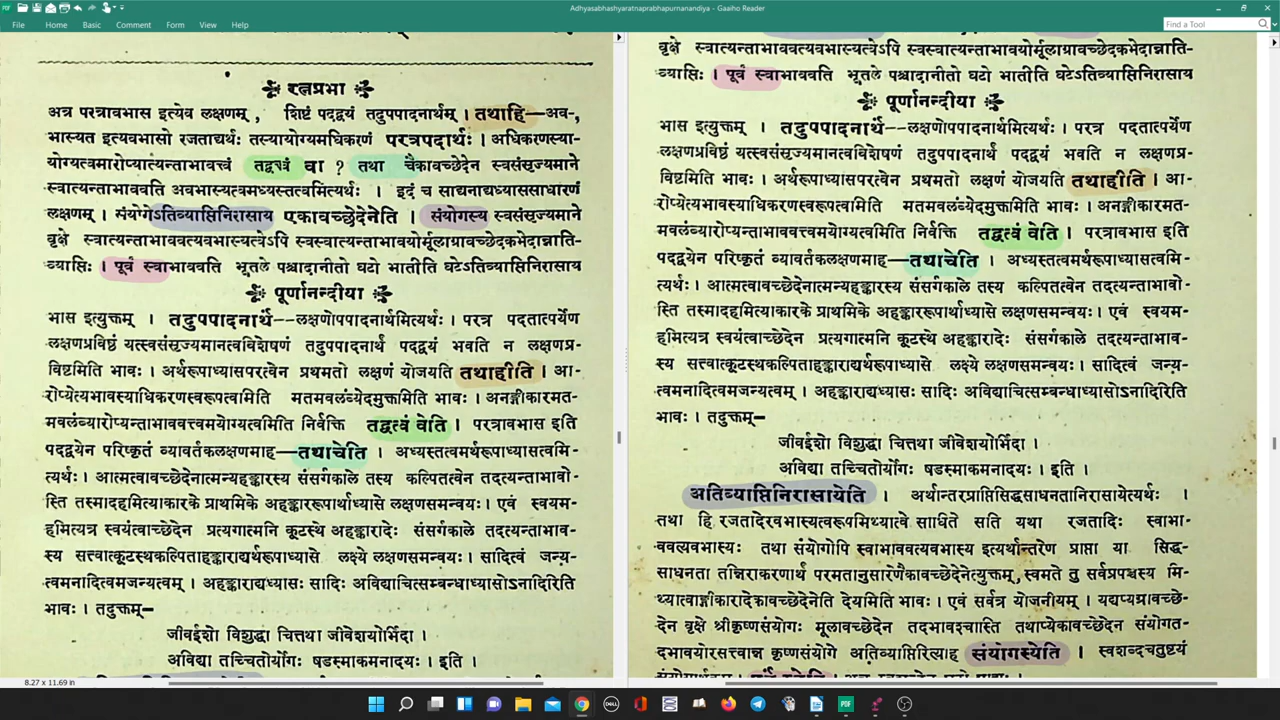 Adhyasabhashyaratnaprabhapurnanandiya - Gaaiho Reader
File Home Basic Comment Form View Help
Find a Tool
रत्नप्रभा
अत्र परत्रावभास इत्येव लक्षणम् , शिष्टं पदद्वयं तदुपपादनार्थम् । तथाहि—अव-,
भास्यत इत्यवभासो रजताद्यर्थः तस्यायोग्यमधिकरणं परत्रपदार्थः । अधिकरणस्या-
योग्यत्वमारोप्यात्यन्ताभाववत्त्वं तद्वत्त्वं वा ? तथा चैकावच्छेदेन स्वसंसृज्यमाने
स्वात्यन्ताभाववति अवभास्यत्वमध्यस्तत्वमित्यर्थः । इदं च साद्यनाद्यध्याससाधारणं
लक्षणम् । संयोगेऽतिव्याप्तिनिरासाय एकावच्छेदेनेति । संयोगस्य स्वसंसृज्यमाने
वृक्षे स्वात्यन्ताभाववत्यवभास्यत्वेऽपि स्वस्वात्यन्ताभावयोर्मूलाग्रावच्छेदकभेदान्नाति-
व्याप्तिः । पूर्वं स्वाभाववति भूतले पश्चादानीतो घटो भातीति घटेऽतिव्याप्तिनिरासाय
पूर्णानन्दीया
भास इत्युक्तम् । तदुपपादनार्थं--लक्षणोपपादनार्थमित्यर्थः । परत्र पदतात्पर्येण
लक्षणप्रविष्टं यत्स्वसंसृज्यमानत्वविशेषणं तदुपपादनार्थं पदद्वयं भवति न लक्षणप्र-
विष्टमिति भावः । अर्थरूपाध्यासपरत्वेन प्रथमतो लक्षणं योजयति तथाहीति । आ-
रोप्येत्यभावस्याधिकरणस्वरूपत्वमिति मतमवलंब्येदमुक्तमिति भावः । अनङ्गीकारमत-
मवलंब्यारोप्यात्यन्ताभाववत्त्वमयोग्यत्वमिति निर्वक्ति तद्वत्वं वेति । परत्रावभास इति
पदद्वयेन परिष्कृतं व्यावर्तकलक्षणमाह—तथाचेति । अध्यस्तत्वमर्थरूपाध्यासत्वमि-
त्यर्थः । आत्मत्वावच्छेदेनात्मन्यहङ्कारस्य संसर्गकाले तस्य कल्पितत्वेन तदत्यन्ताभावो-
स्ति तस्मादहमित्याकारके प्राथमिके अहङ्काररूपार्थाध्यासे लक्षणसमन्वयः । एवं स्वयम-
हमित्यत्र स्वयंत्वाच्छेदेन प्रत्यगात्मनि कूटस्थे अहङ्कारादेः संसर्गकाले तदत्यन्ताभाव-
स्य सत्त्वात्कूटस्थकल्पिताहङ्काराद्यर्थरूपाध्यासे लक्ष्ये लक्षणसमन्वयः । सादित्वं जन्य-
त्वमनादित्वमजन्यत्वम् । अहङ्काराद्यध्यासः सादिः अविद्याचित्सम्बन्धाध्यासोऽनादिरिति
भावः । तदुक्तम्—
जीवईशो विशुद्धा चित्तथा जीवेशयोर्भिदा ।
अविद्या तच्चितोर्योगः षडस्माकमनादयः । इति ।
8.27 x 11.69 in
वृक्षे स्वात्यन्ताभाववत्यवभास्यत्वेऽपि स्वस्वात्यन्ताभावयोर्मूलाग्रावच्छेदकभेदान्नाति-
व्याप्तिः । पूर्वं स्वाभाववति भूतले पश्चादानीतो घटो भातीति घटेऽतिव्याप्तिनिरासाय
पूर्णानन्दीया
भास इत्युक्तम् । तदुपपादनार्थं--लक्षणोपपादनार्थमित्यर्थः । परत्र पदतात्पर्येण
लक्षणप्रविष्टं यत्स्वसंसृज्यमानत्वविशेषणं तदुपपादनार्थं पदद्वयं भवति न लक्षणप्र-
विष्टमिति भावः । अर्थरूपाध्यासपरत्वेन प्रथमतो लक्षणं योजयति तथाहीति । आ-
रोप्येत्यभावस्याधिकरणस्वरूपत्वमिति मतमवलंब्येदमुक्तमिति भावः । अनङ्गीकारमत-
मवलंब्यारोप्यात्यन्ताभाववत्त्वमयोग्यत्वमिति निर्वक्ति तद्वत्वं वेति । परत्रावभास इति
पदद्वयेन परिष्कृतं व्यावर्तकलक्षणमाह—तथाचेति । अध्यस्तत्वमर्थरूपाध्यासत्वमि-
त्यर्थः । आत्मत्वावच्छेदेनात्मन्यहङ्कारस्य संसर्गकाले तस्य कल्पितत्वेन तदत्यन्ताभावो-
स्ति तस्मादहमित्याकारके प्राथमिके अहङ्काररूपार्थाध्यासे लक्षणसमन्वयः । एवं स्वयम-
हमित्यत्र स्वयंत्वाच्छेदेन प्रत्यगात्मनि कूटस्थे अहङ्कारादेः संसर्गकाले तदत्यन्ताभाव-
स्य सत्त्वात्कूटस्थकल्पिताहङ्काराद्यर्थरूपाध्यासे लक्ष्ये लक्षणसमन्वयः । सादित्वं जन्य-
त्वमनादित्वमजन्यत्वम् । अहङ्काराद्यध्यासः सादिः अविद्याचित्सम्बन्धाध्यासोऽनादिरिति
भावः । तदुक्तम्—
जीवईशो विशुद्धा चित्तथा जीवेशयोर्भिदा ।
अविद्या तच्चितोर्योगः षडस्माकमनादयः । इति ।
अतिव्याप्तिनिरासायेति । अर्थान्तरप्राप्तिसिद्धसाधनतानिरासायेत्यर्थः ।
तथा हि रजतादेरवभास्यत्वरूपमिथ्यात्वे साधिते सति यथा रजतादिः स्वाभा-
ववत्यवभास्यः तथा संयोगोपि स्वाभाववत्यवभास्य इत्यर्थान्तरेण प्राप्ता या सिद्ध-
साधनता तन्निराकरणार्थं परमतानुसारेणैकावच्छेदेनेत्युक्तम्, स्वमते तु सर्वप्रपञ्चस्य मि-
थ्यात्वाङ्गीकारादेकावच्छेदेनेति देयमिति भावः । एवं सर्वत्र योजनीयम् । यद्यप्यग्रावच्छे-
देन वृक्षे श्रीकृष्णसंयोगः मूलावच्छेदेन तदभावश्चास्ति तथाप्येकावच्छेदेन संयोगत-
दभावयोरसत्त्वान्न कृष्णसंयोगे अतिव्याप्तिरित्याह संयोगस्येति । स्वशब्दचतुष्टयं